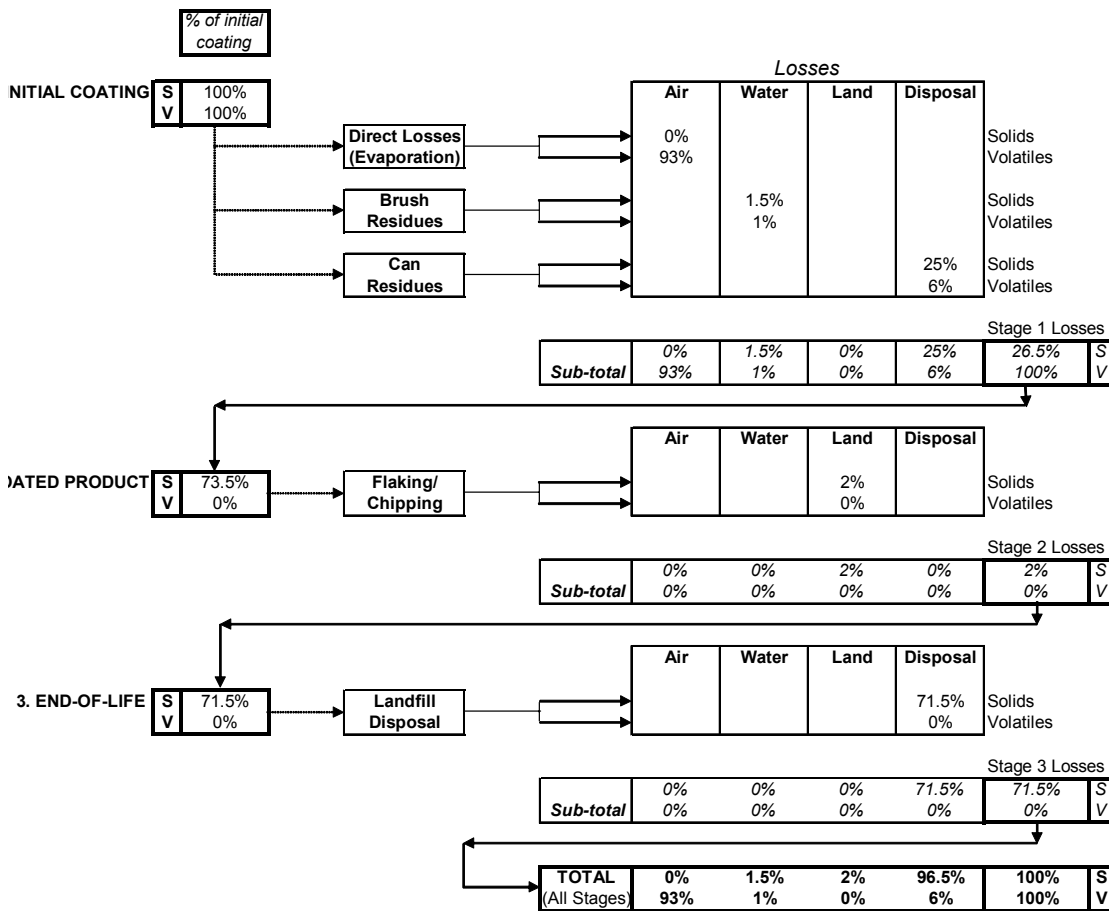 % of initial
coating
Losses
NITIAL COATING S 100%
V 100%
Air Water Land Disposal
Direct Losses 0% Solids
(Evaporation) 93% Volatiles
Brush 1.5% Solids
Residues 1% Volatiles
Can 25% Solids
Residues 6% Volatiles
Stage 1 Losses
0% 1.5% 0% 25% 26.5% S
Sub-total 93% 1% 0% 6% 100% V
Air Water Land Disposal
DATED PRODUCT S 73.5% Flaking/ 2% Solids
V 0% Chipping 0% Volatiles
Stage 2 Losses
0% 0% 2% 0% 2% S
Sub-total 0% 0% 0% 0% 0% V
Air Water Land Disposal
3. END-OF-LIFE S 71.5% Landfill 71.5% Solids
V 0% Disposal 0% Volatiles
Stage 3 Losses
0% 0% 0% 71.5% 71.5% S
Sub-total 0% 0% 0% 0% 0% V
TOTAL 0% 1.5% 2% 96.5% 100% S
(All Stages) 93% 1% 0% 6% 100% V